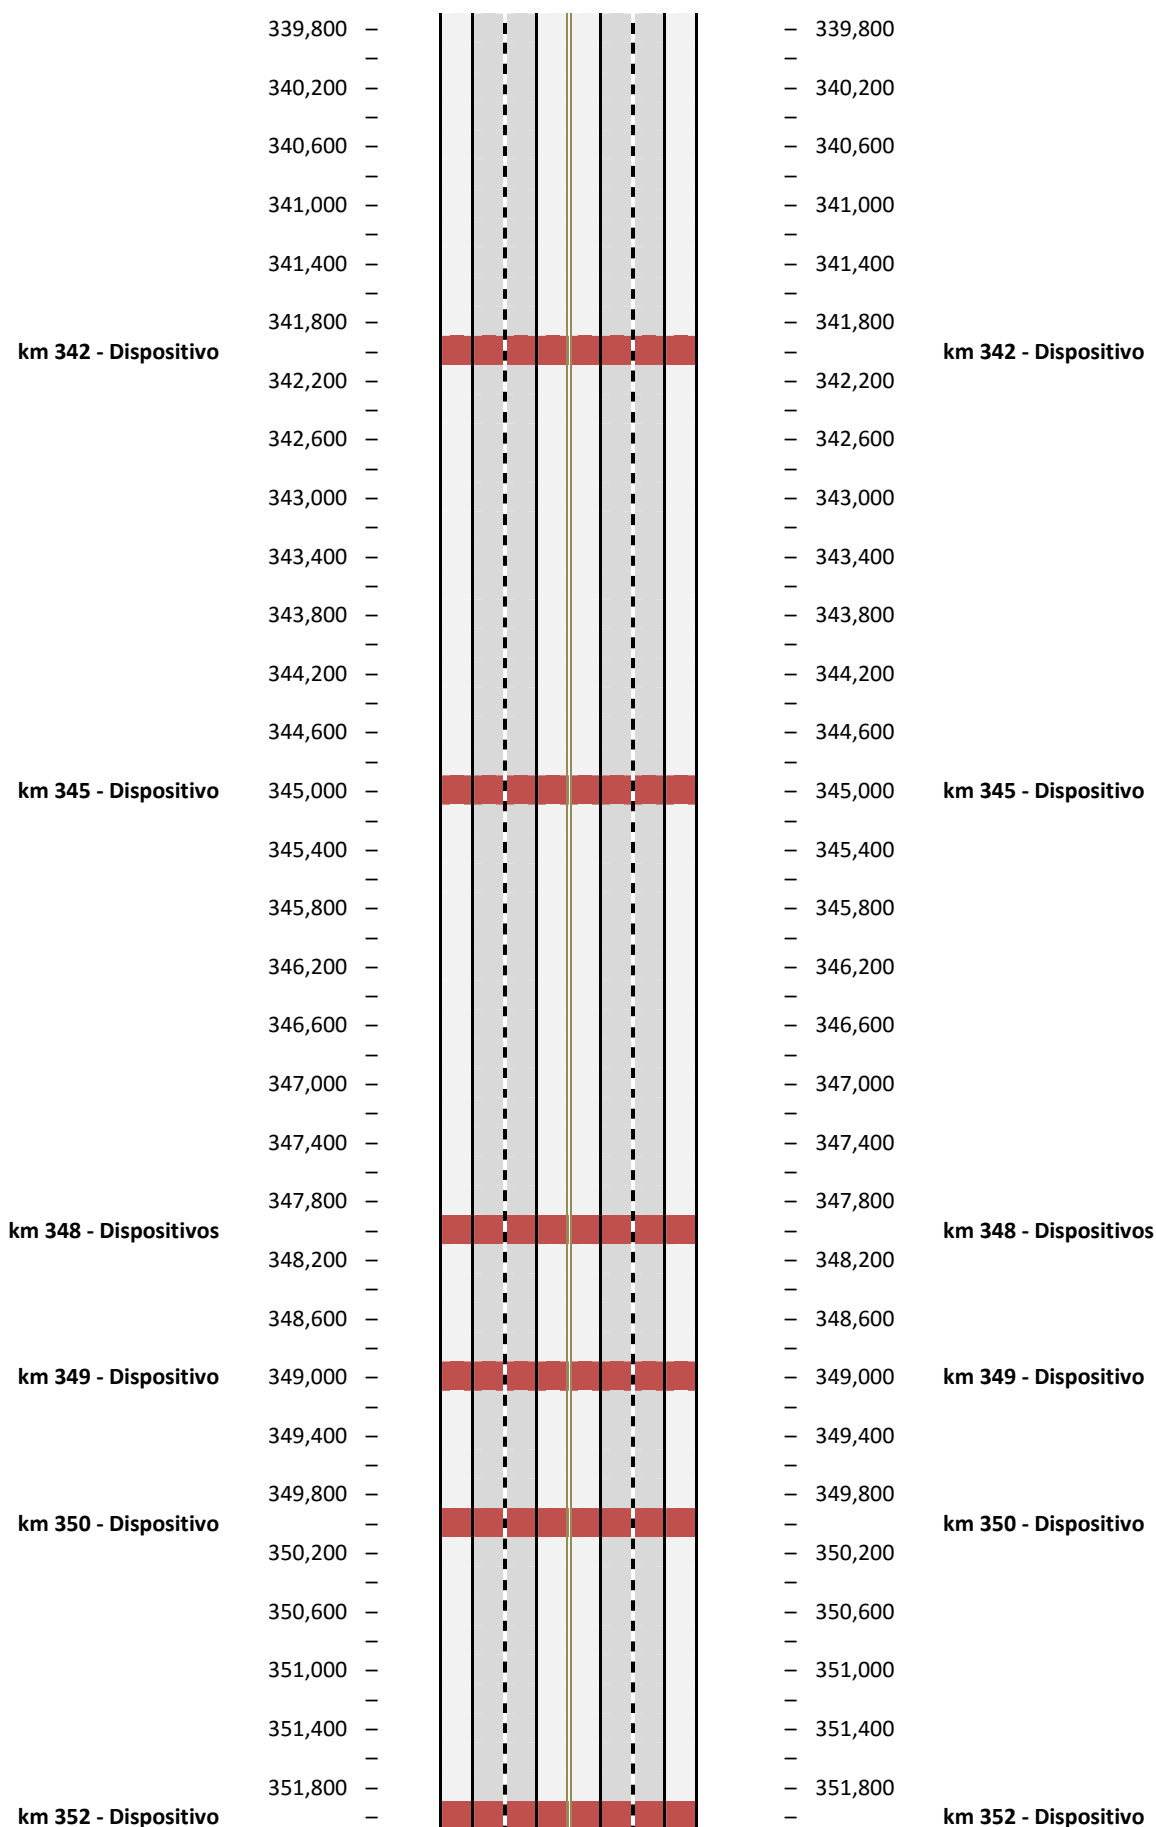 339,800 – – 339,800
– –
340,200 – – 340,200
– –
340,600 – – 340,600
– –
341,000 – – 341,000
– –
341,400 – – 341,400
– –
341,800 – – 341,800
km 342 - Dispositivo – – km 342 - Dispositivo
342,200 – – 342,200
– –
342,600 – – 342,600
– –
343,000 – – 343,000
– –
343,400 – – 343,400
– –
343,800 – – 343,800
– –
344,200 – – 344,200
– –
344,600 – – 344,600
– –
km 345 - Dispositivo 345,000 – – 345,000 km 345 - Dispositivo
– –
345,400 – – 345,400
– –
345,800 – – 345,800
– –
346,200 – – 346,200
– –
346,600 – – 346,600
– –
347,000 – – 347,000
– –
347,400 – – 347,400
– –
347,800 – – 347,800
km 348 - Dispositivos – – km 348 - Dispositivos
348,200 – – 348,200
– –
348,600 – – 348,600
– –
km 349 - Dispositivo 349,000 – – 349,000 km 349 - Dispositivo
– –
349,400 – – 349,400
– –
349,800 – – 349,800
km 350 - Dispositivo – – km 350 - Dispositivo
350,200 – – 350,200
– –
350,600 – – 350,600
– –
351,000 – – 351,000
– –
351,400 – – 351,400
– –
351,800 – – 351,800
km 352 - Dispositivo – – km 352 - Dispositivo